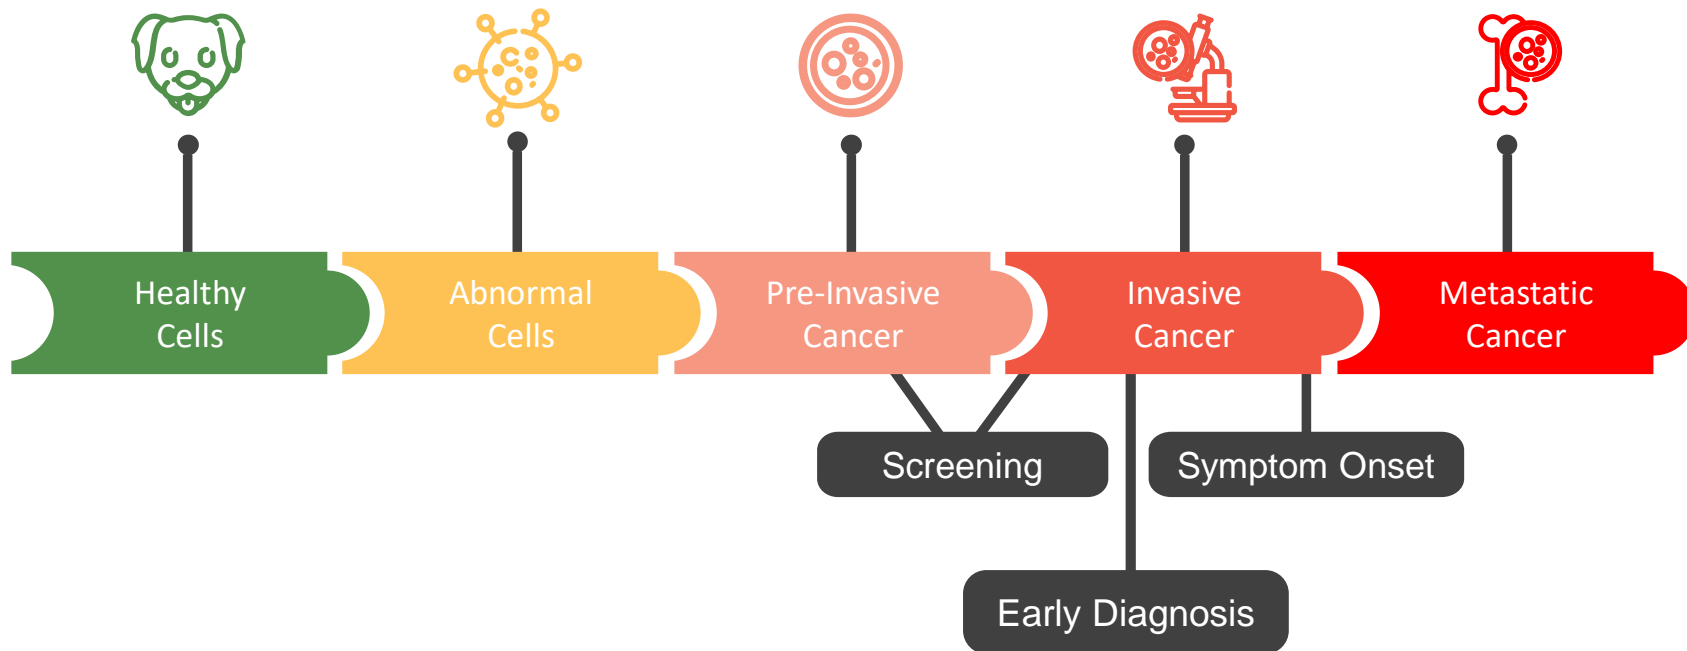 Healthy
Cells
Abnormal
Cells
Pre-Invasive
Cancer
Invasive
Cancer
Metastatic
Cancer
Screening
Symptom Onset
Early Diagnosis